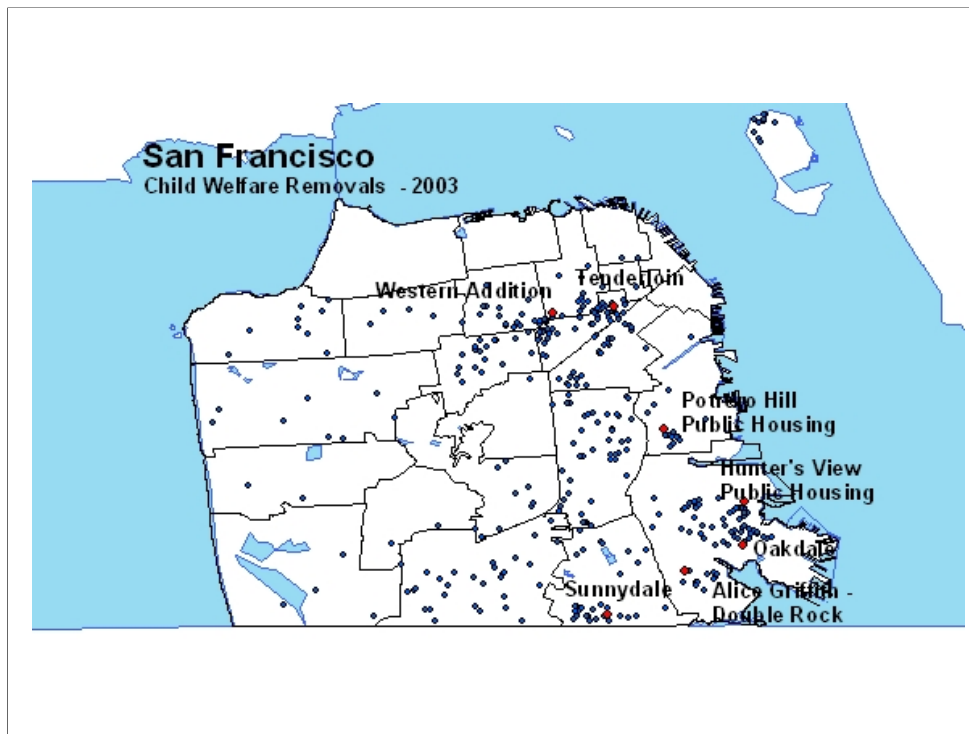 San Francisco
Child Welfare Removals - 2003
Western Addition
Tenderloin
Potrero Hill
Public Housing
Hunter's View
Public Housing
Oakdale
Sunnydale
Alice Griffith -
Double Rock